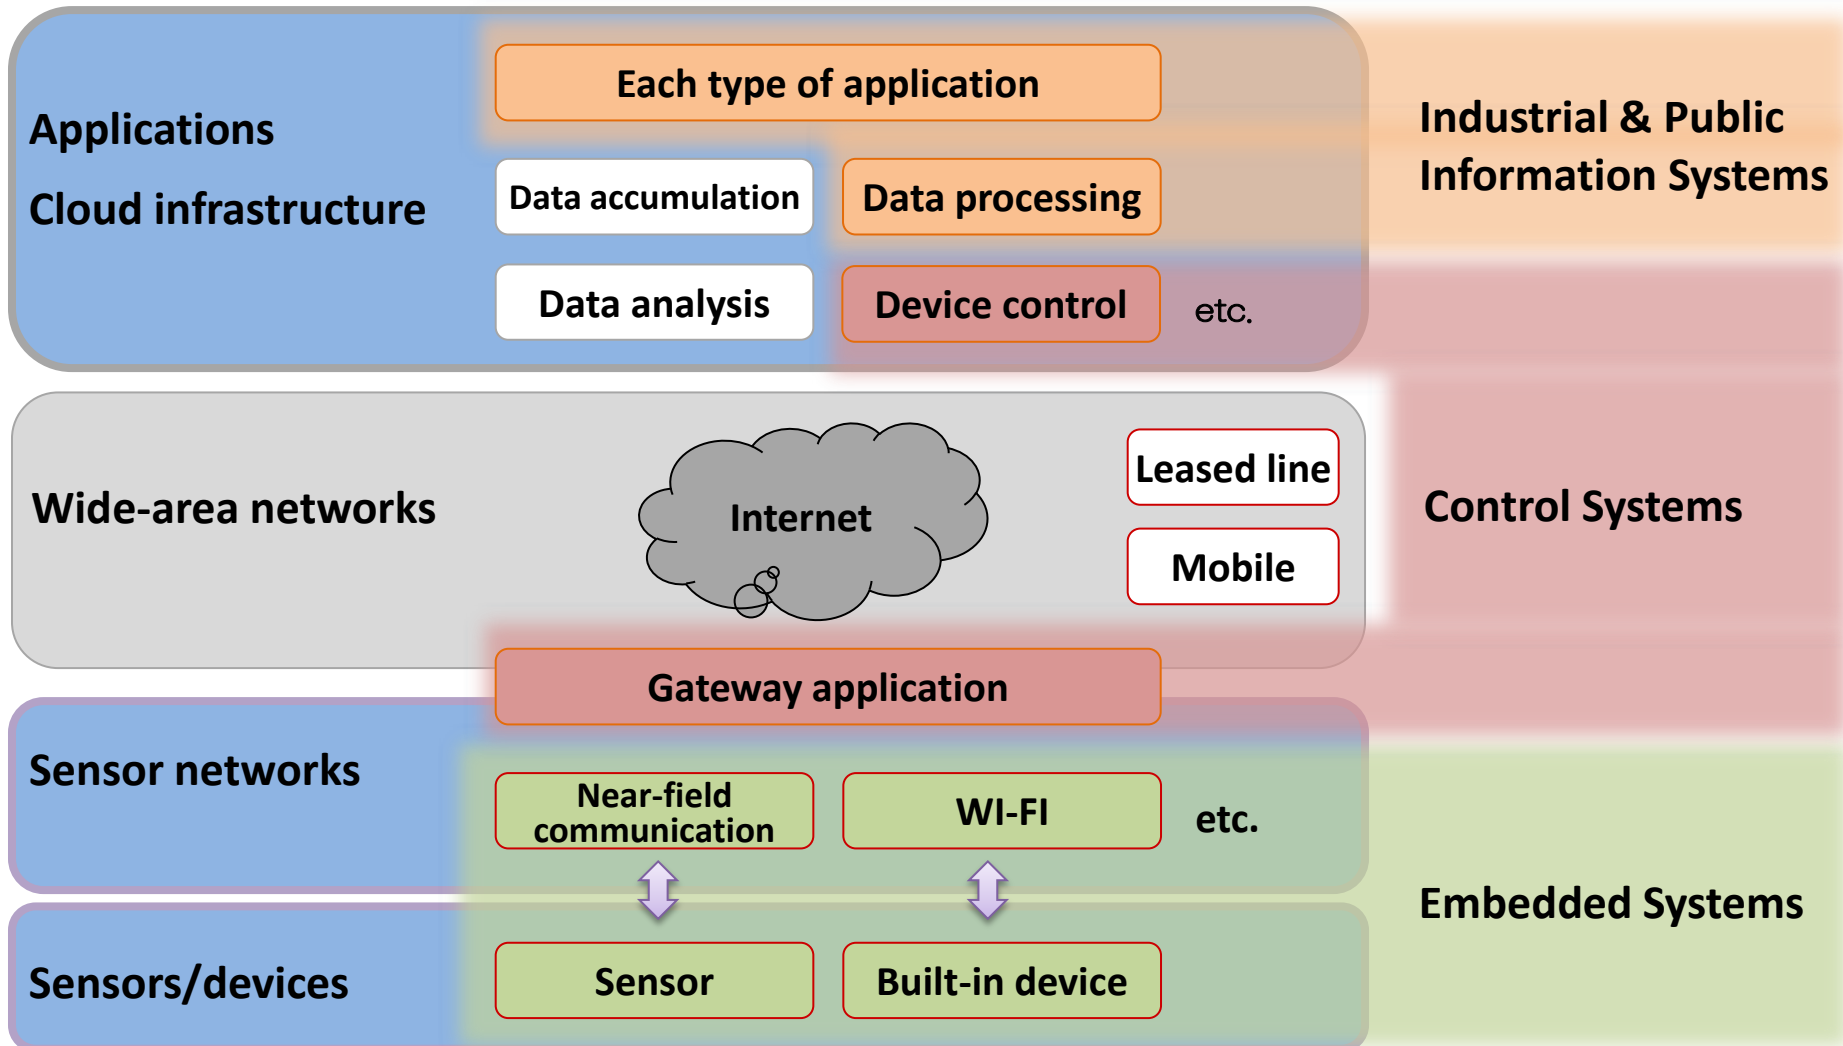 Each type of application
Applications
Cloud infrastructure
Industrial & Public
Information Systems
Data accumulation
Data processing
Data analysis
Device control
etc.
Wide-area networks
Internet
Leased line
Mobile
Control Systems
Gateway application
Sensor networks
Near-field
communication
WI-FI
etc.
Embedded Systems
Sensors/devices
Sensor
Built-in device